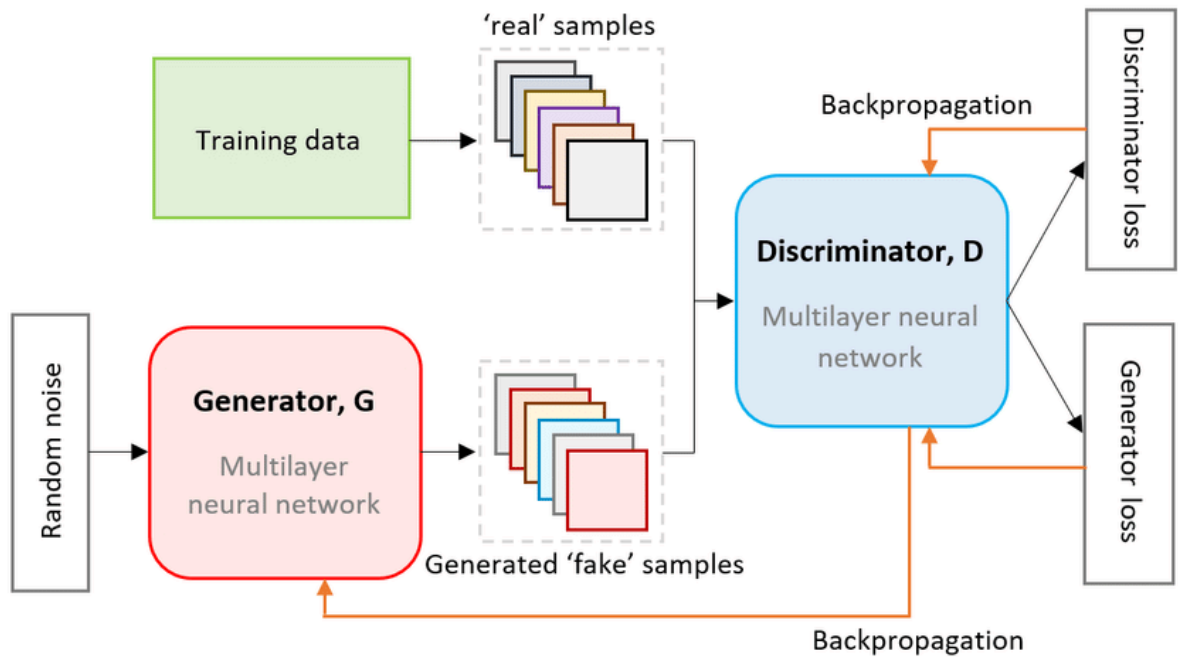 'real' samples
Training data
Backpropagation
Discriminator loss
Discriminator, D
Multilayer neural
network
Random noise
Generator, G
Multilayer
neural network
Generated 'fake' samples
Generator loss
Backpropagation